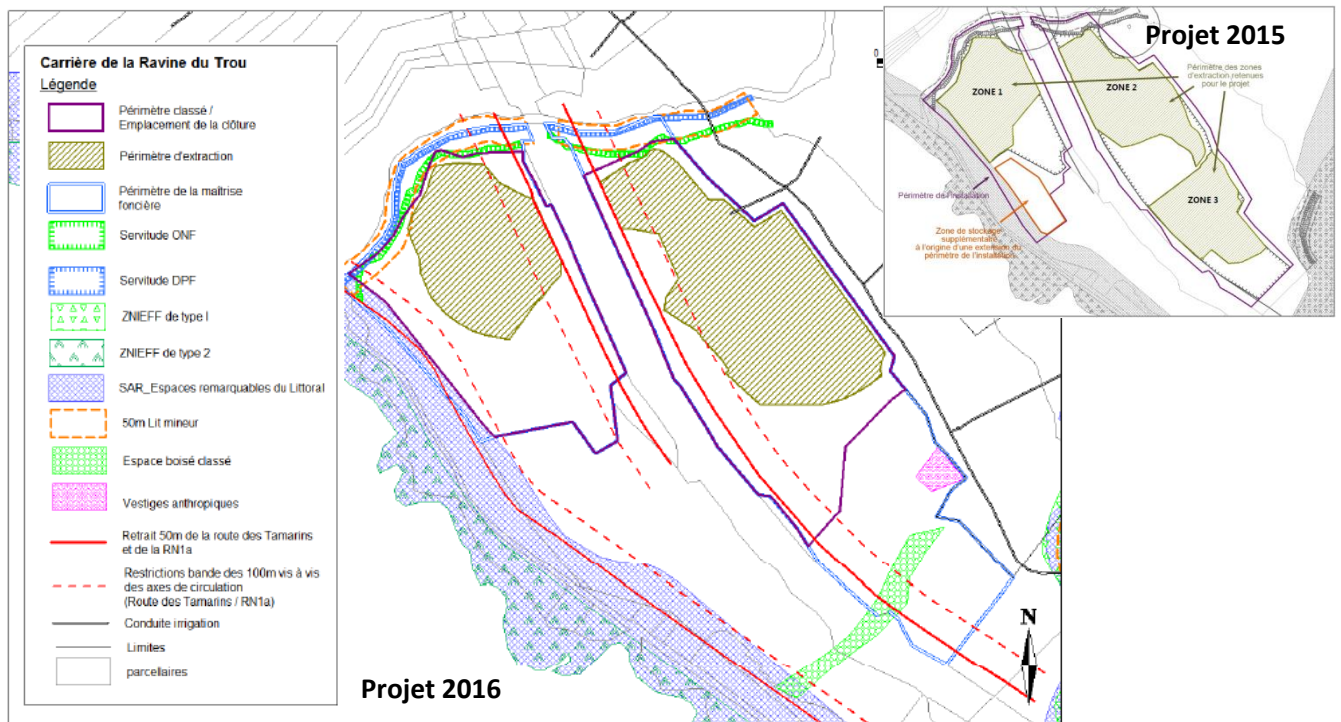 Carrière de la Ravine du Trou
Légende
Périmètre classé /
Emplacement de la clôture
Périmètre d'extraction
Périmètre de la maîtrise
foncière
Servitude ONF
Servitude DPF
ZNIEFF de type I
ZNIEFF de type 2
SAR_Espaces remarquables du Littoral
50m Lit mineur
Espace boisé classé
Vestiges anthropiques
Retrait 50m de la route des Tamarins
et de la RN1a
Restrictions bande des 100m vis à vis
des axes de circulation
(Route des Tamarins / RN1a)
Conduite irrigation
Limites
parcellaires
Projet 2016
N
Projet 2015
Périmètre des zones
d'extraction retenues
pour le projet
ZONE 1
ZONE 2
ZONE 3
Périmètre de l'installation
Zone de stockage
supplémentaire
à l'origine d'une extension du
périmètre de l'installation